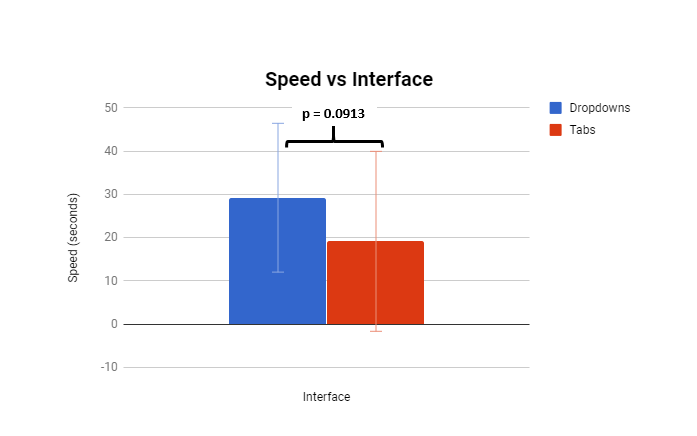 Speed vs Interface
p = 0.0913
Dropdowns
Tabs
50
40
30
20
10
0
-10
Speed (seconds)
Interface